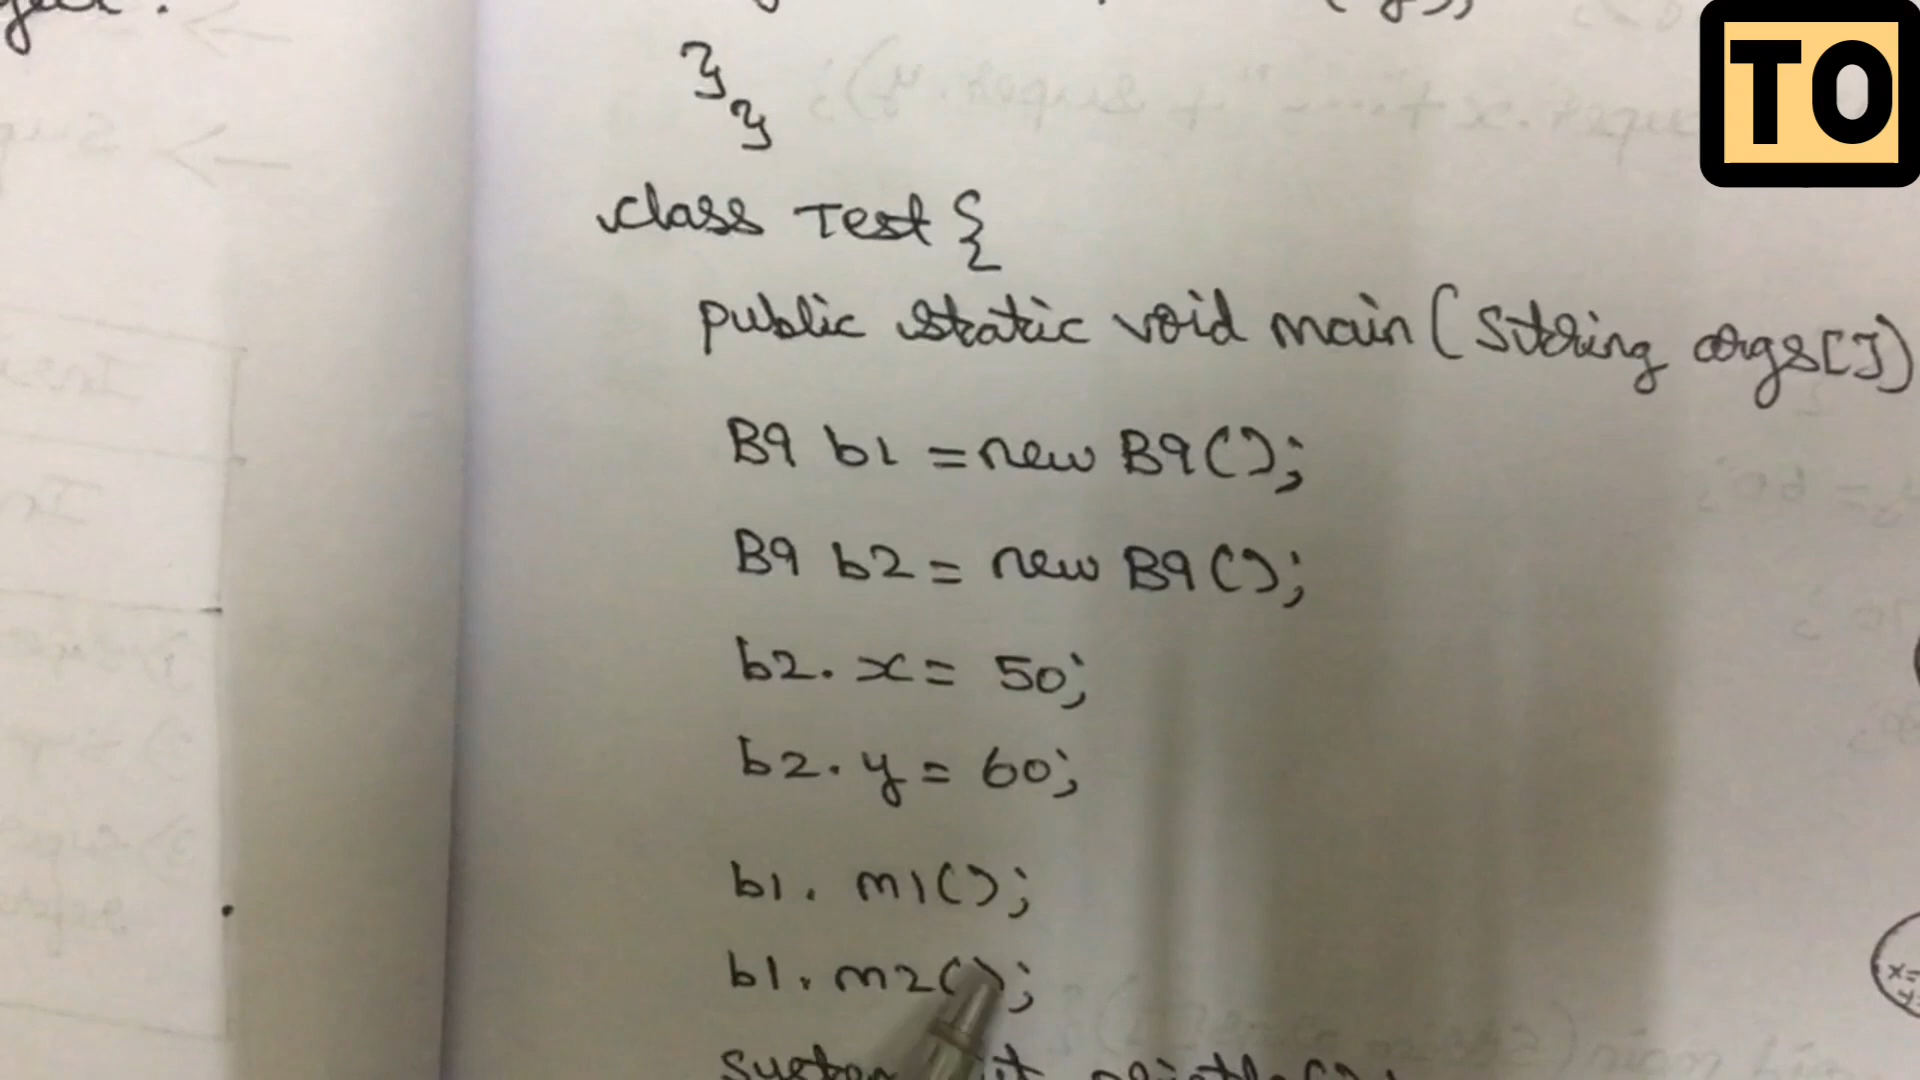 TO
}
}
class Test {
public static void main (String args[])
B9 b1 = new B9();
B9 b2 = new B9();
b2. x = 50;
b2. y = 60;
b1. m1();
b1. m2();